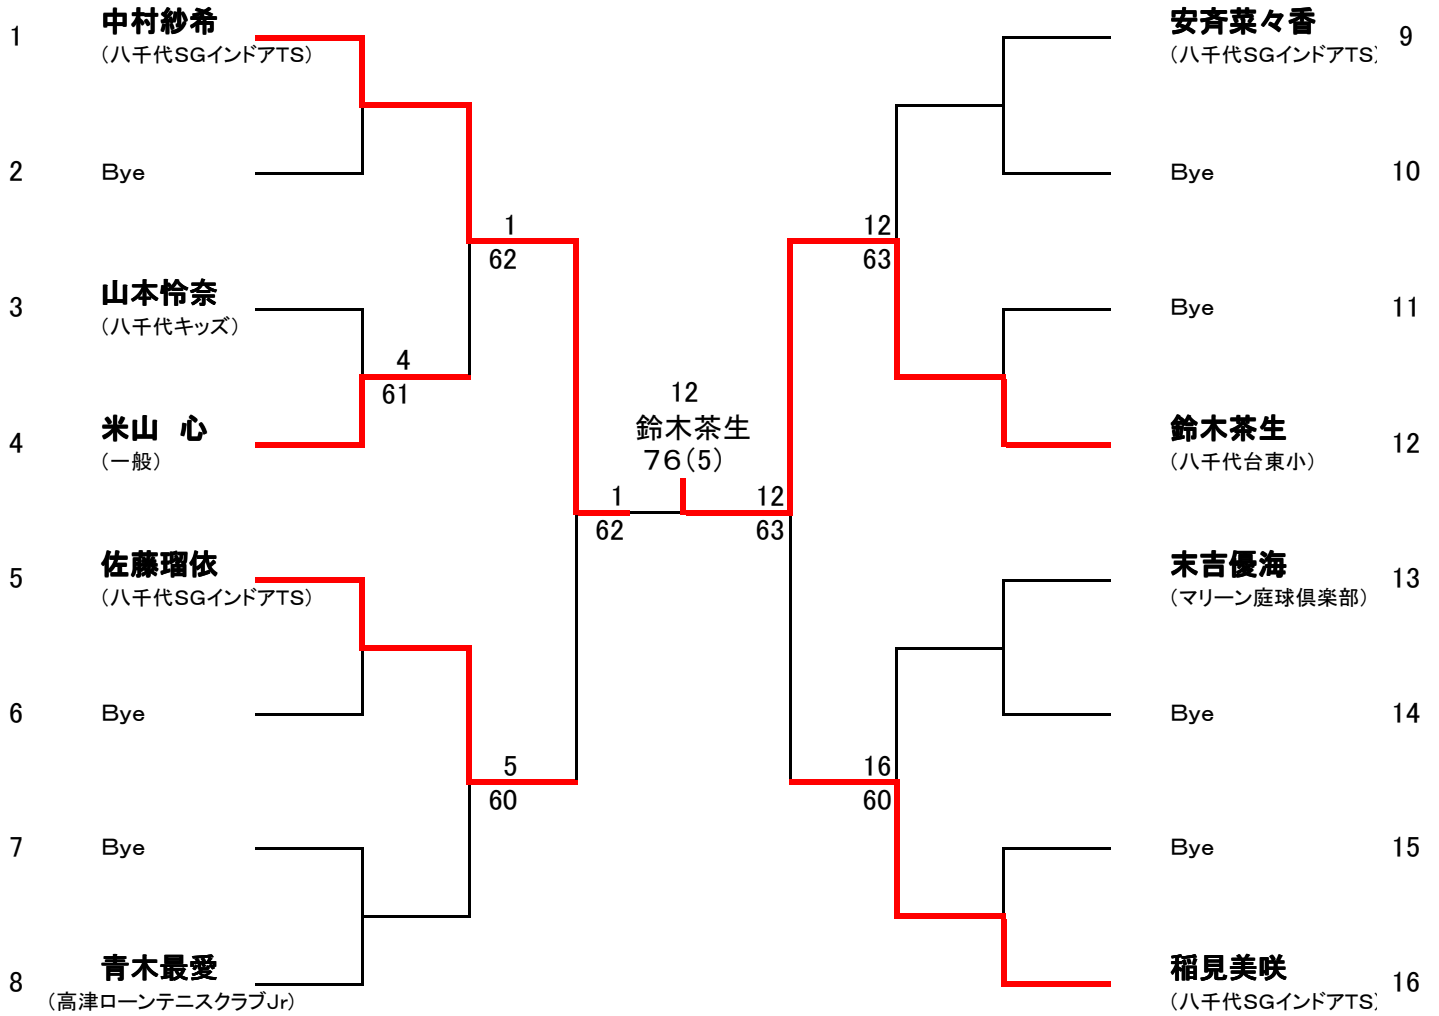 1 中村紗希
(八千代SGインドアTS)
2 Bye
1
62
3 山本怜奈
(八千代キッズ)
4
61
4 米山 心
(一般)
1
62
5 佐藤瑠依
(八千代SGインドアTS)
6 Bye
5
60
7 Bye
8 青木最愛
(高津ローンテニスクラブJr)
12
鈴木茶生
76(5)
安斉菜々香 9
(八千代SGインドアTS)
Bye 10
12
63
Bye 11
鈴木茶生 12
(八千代台東小)
12
63
末吉優海 13
(マリーン庭球倶楽部)
Bye 14
16
60
Bye 15
稲見美咲 16
(八千代SGインドアTS)